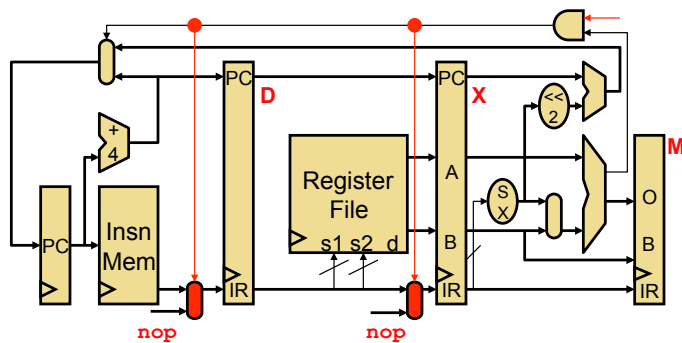 PC
D
PC
X
<<
2
+
4
M
Register
File
A
S
X
O
PC
Insn
Mem
s1 s2 d
B
B
IR
IR
IR
nop
nop